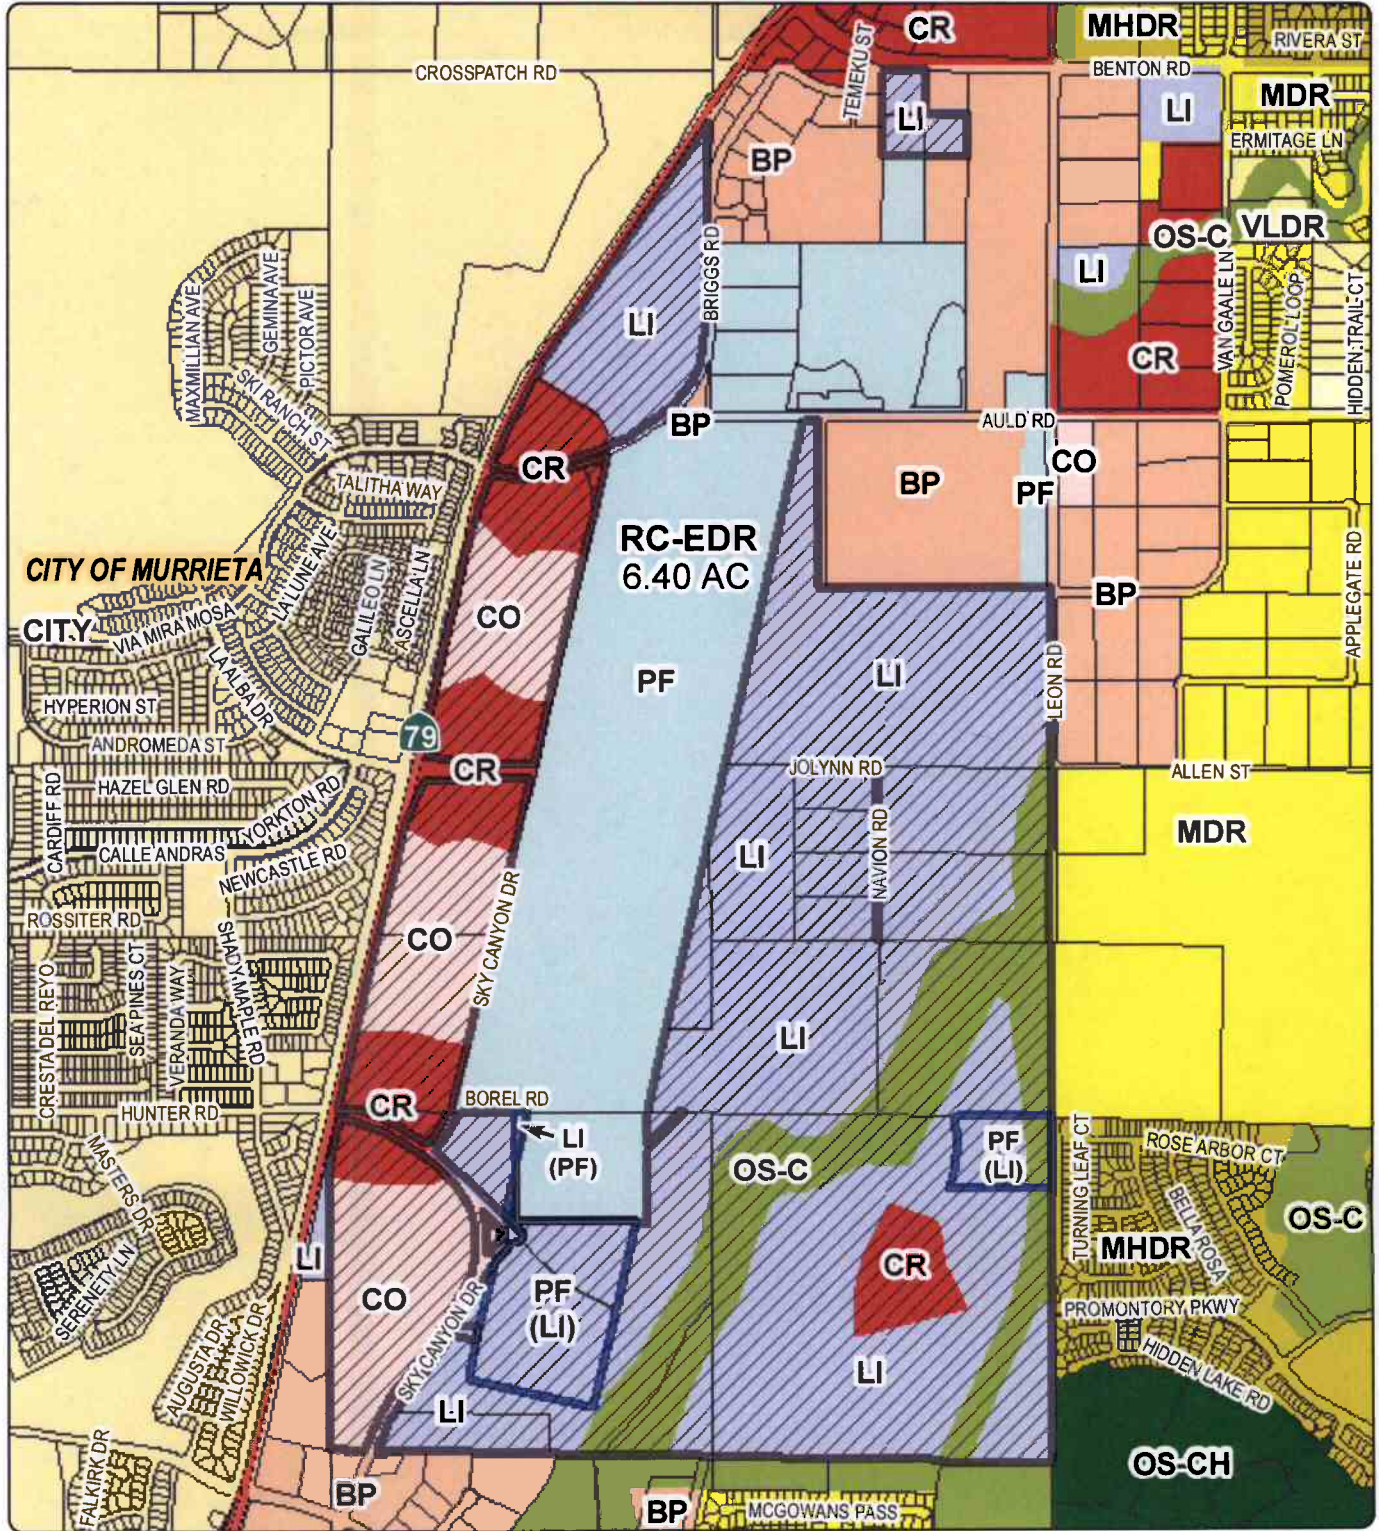 CR
MHDR
RIVERA ST
CROSSPATCH RD
TEMEKU ST
BENTON RD
LI
LI
MDR
ERMITAGE LN
BP
OS-C
VLDR
MAXMILLIAN AVE
GEMINA AVE
PICTOR AVE
BRIGGS RD
LI
LI
VAN GAALE LN
POMEROL LOOP
HIDDEN TRAIL CT
CR
SKI RANCH ST
BP
AULD RD
CR
CO
TALITHA WAY
BP
PF
RC-EDR
6.40 AC
CITY OF MURRIETA
LA LUNE AVE
GALILEO LN
ASCELLA LN
APPLEGATE RD
BP
CITY
VIA MIRA MOSA
CO
PF
LI
LEON RD
LA ALBA DR
HYPERION ST
79
ANDROMEDA ST
CR
JOLYNN RD
ALLEN ST
HAZEL GLEN RD
CARDIFF RD
YORKTON RD
CALLE ANDRAS
NEWCASTLE RD
LI
NAVION RD
MDR
ROSSITER RD
SHADY MAPLE RD
CO
SKY CANYON DR
CRESTA DEL REY
SEA PINES CT
VERANDA WAY
LI
HUNTER RD
CR
BOREL RD
LI
(PF)
OS-C
PF
(LI)
TURNING LEAF CT
ROSE ARBOR CT
MASTERS DR
BELLA ROSA
OS-C
SERENETY LN
MHDR
LI
CO
SKY CANYON DR
PF
(LI)
CR
PROMONTORY PKWY
HIDDEN LAKE RD
AUGUSTA DR
WILLOWICK DR
LI
LI
FALKIRK DR
OS-CH
BP
BP
MCGOWANS PASS